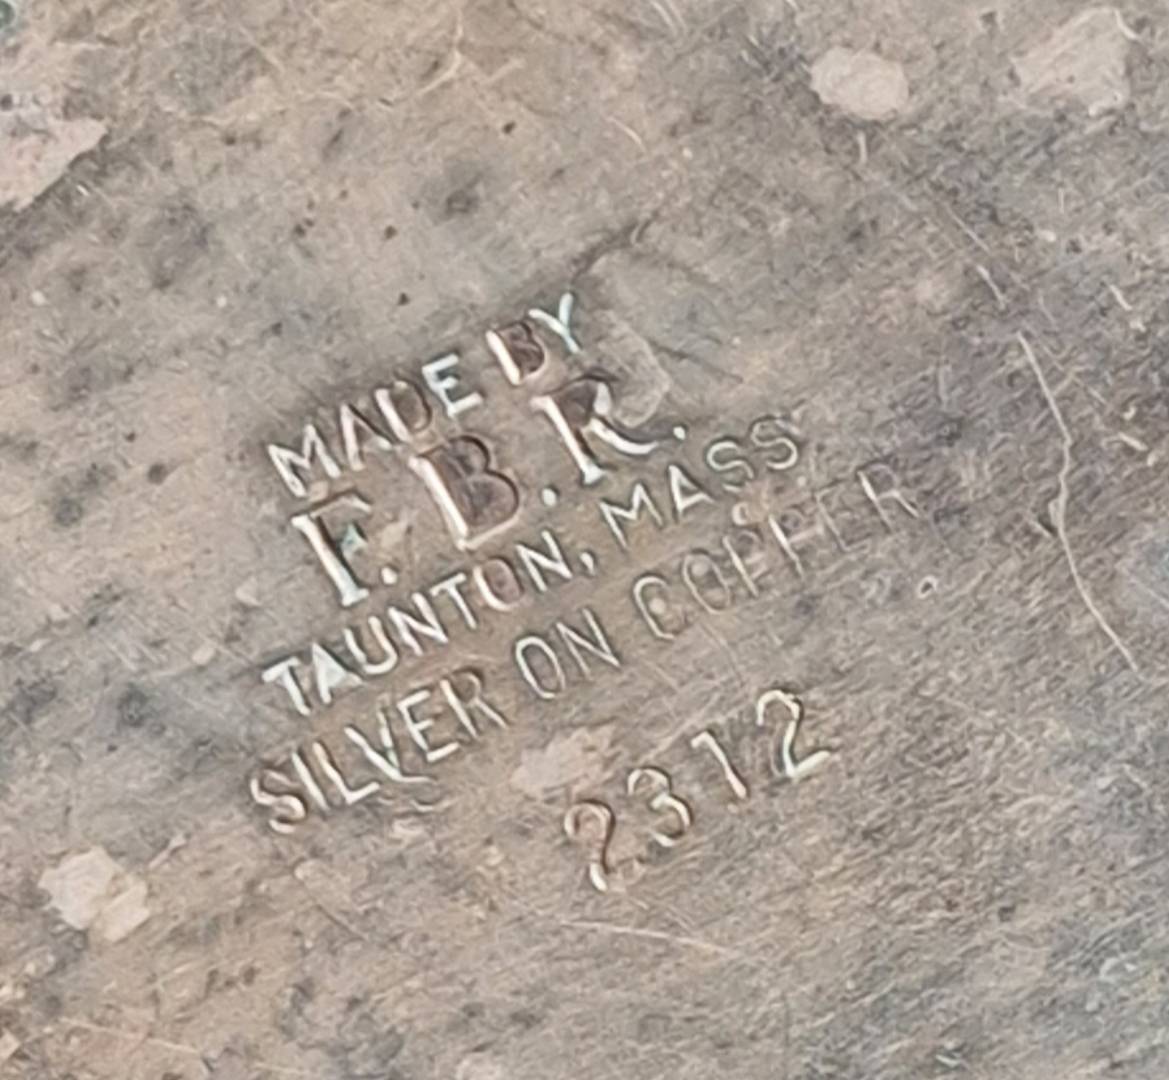 MADE BY
F. B. R.
TAUNTON, MASS
SILVER ON COPPER
2312